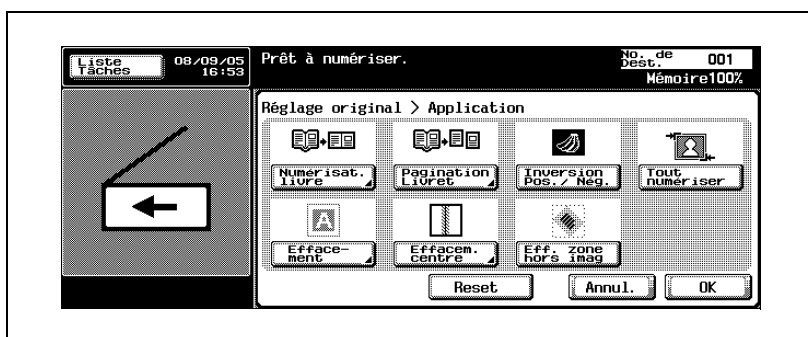 Liste
Tâches
08/09/05
16:53
Prêt à numériser.
No. de
Dest.
001
Mémoire100%
Réglage original > Application
Numérisat.
livre
Pagination
Livret
Inversion
Pos./ Nég.
Tout
numériser
A
Efface-
ment
Effacem.
centre
Eff. zone
hors imag
Reset
Annul.
OK